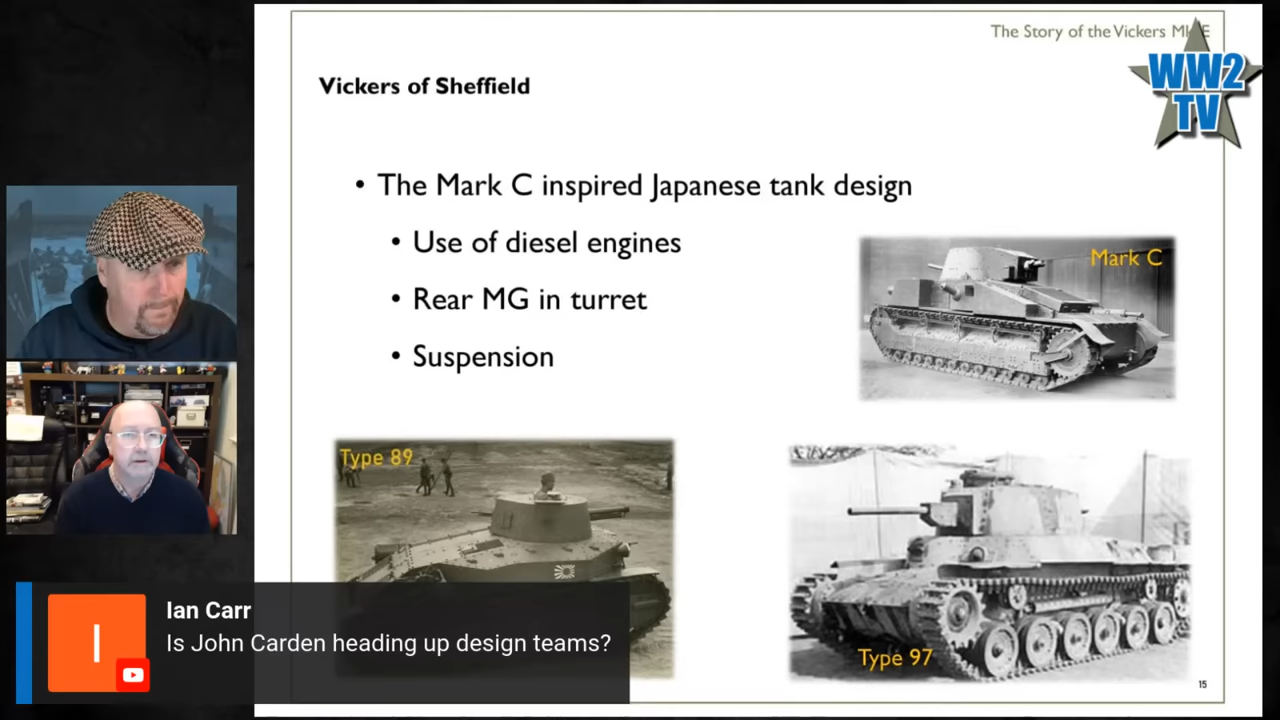 The Story of the Vickers Mk E
WW2
TV
Vickers of Sheffield
• The Mark C inspired Japanese tank design
• Use of diesel engines
• Rear MG in turret
• Suspension
Mark C
Type 89
Type 97
I
Ian Carr
Is John Carden heading up design teams?
15